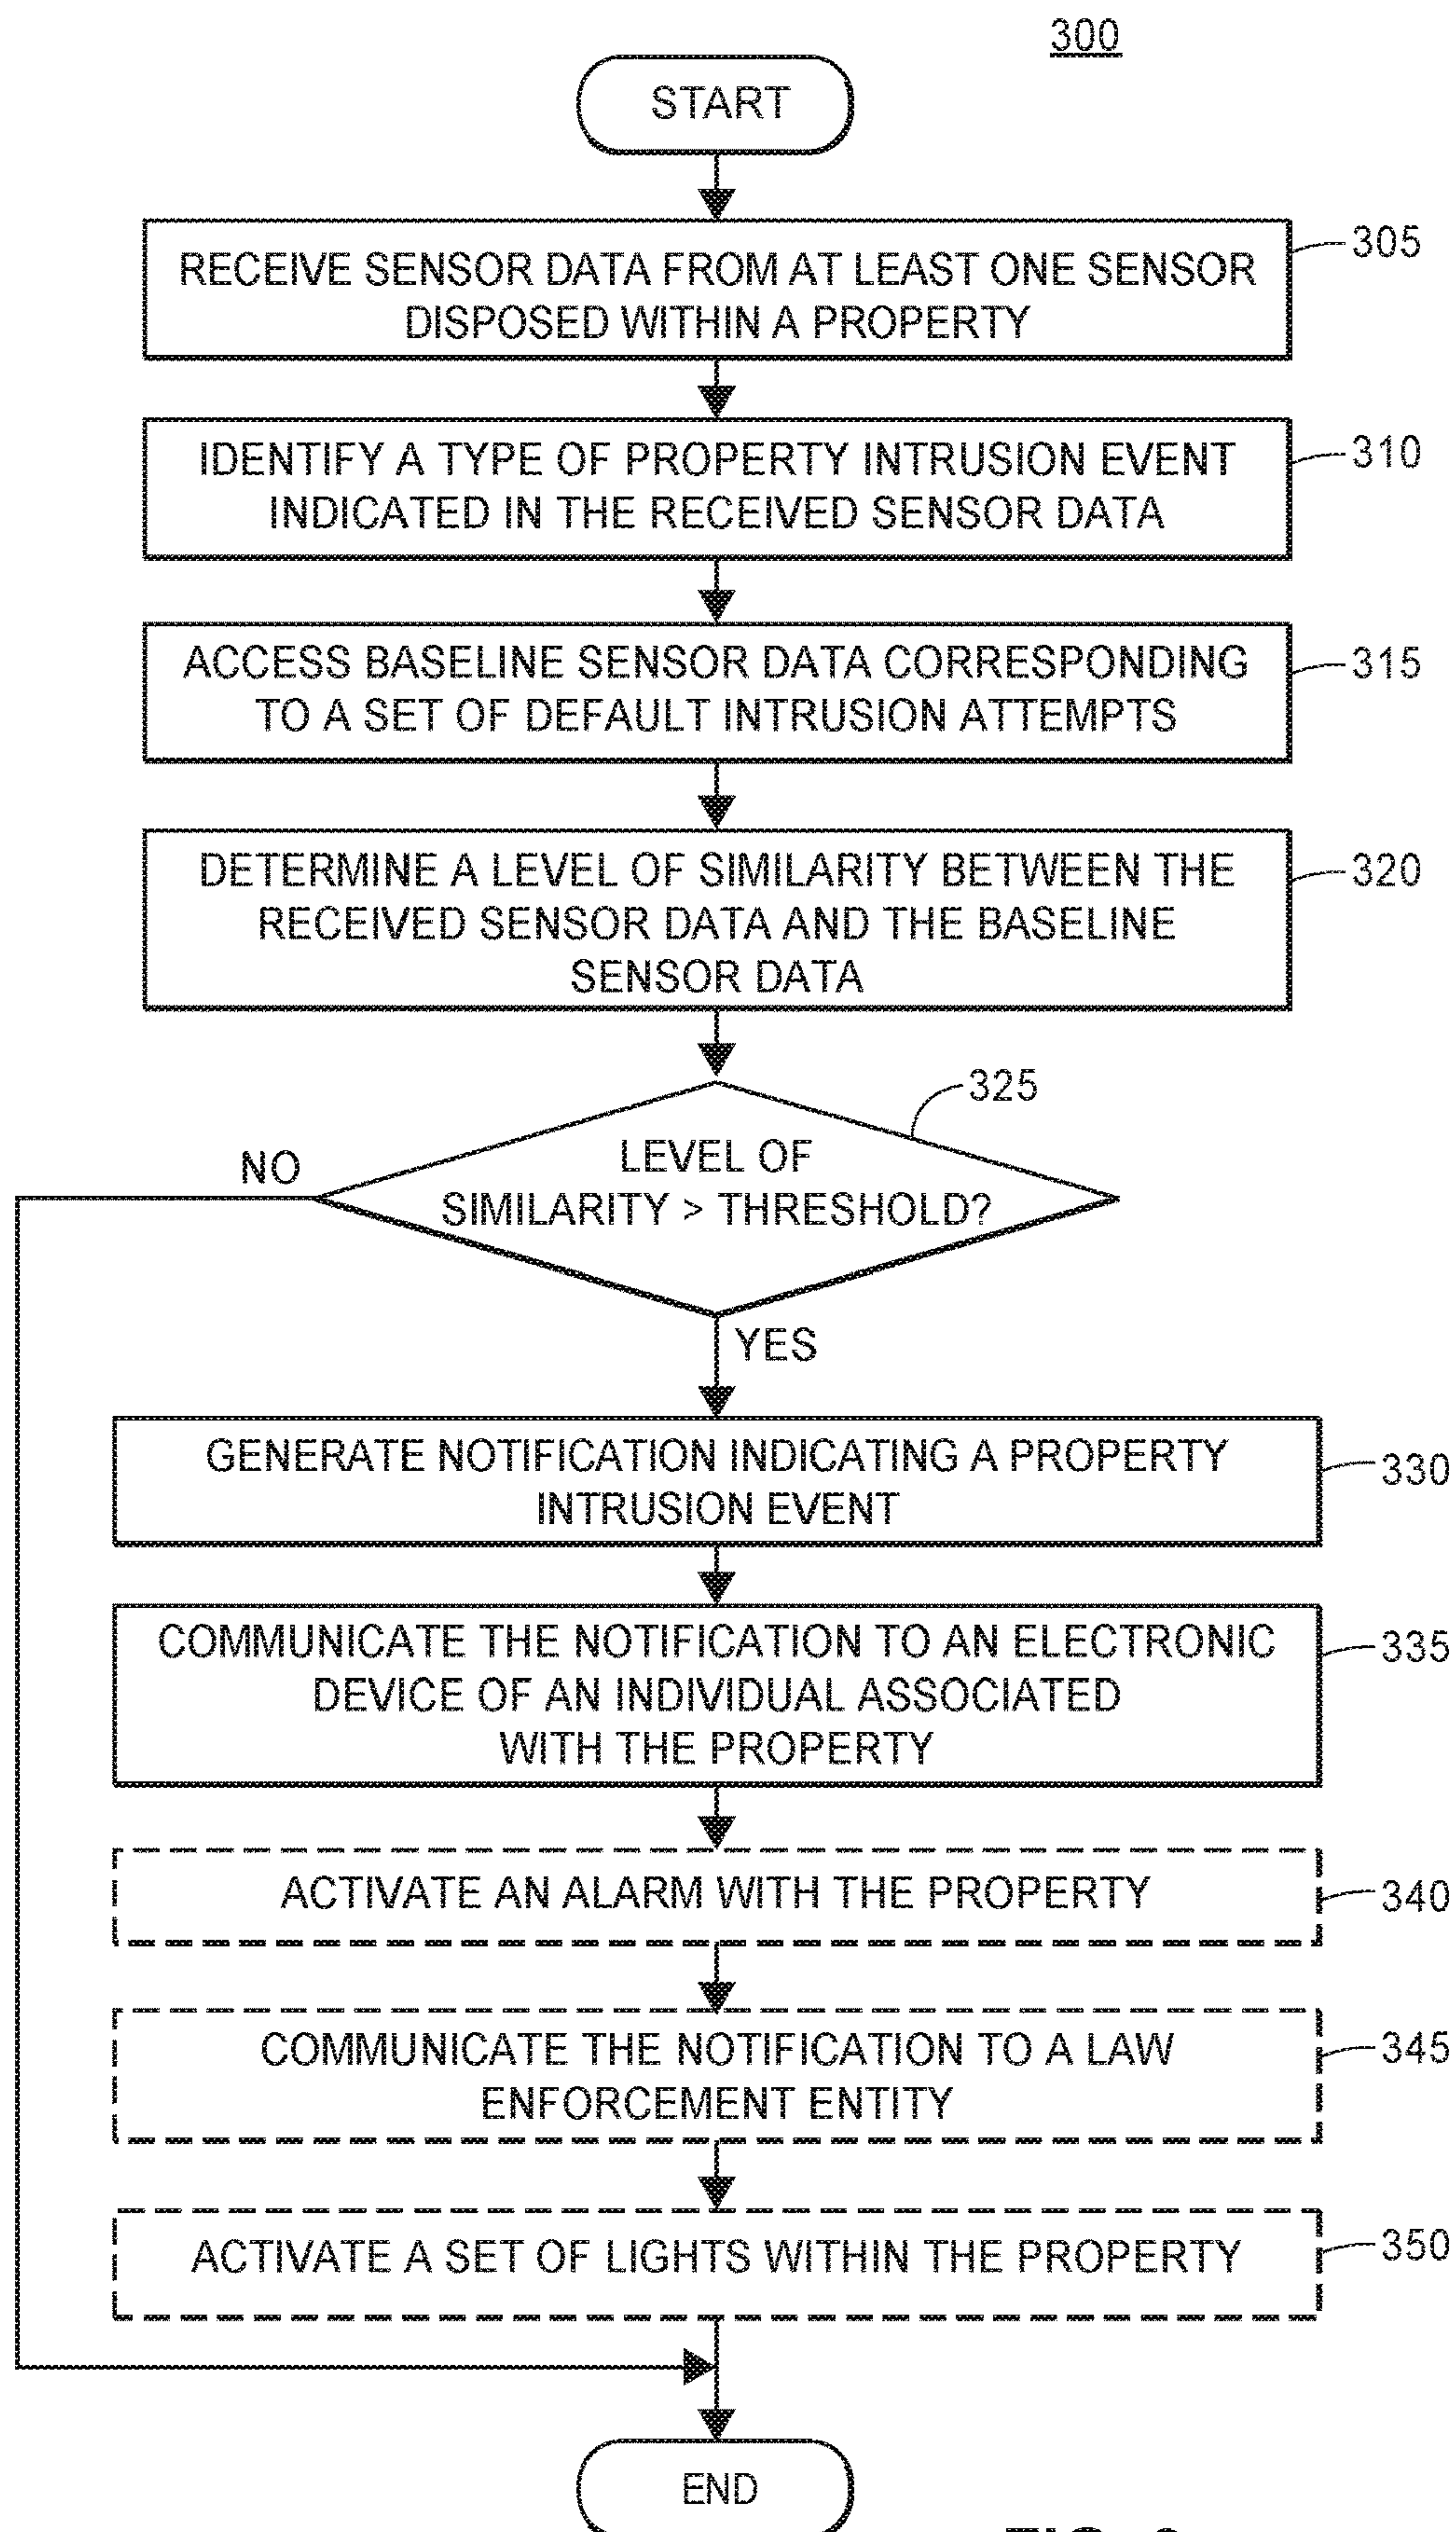 300
START
RECEIVE SENSOR DATA FROM AT LEAST ONE SENSOR
DISPOSED WITHIN A PROPERTY
305
IDENTIFY A TYPE OF PROPERTY INTRUSION EVENT
INDICATED IN THE RECEIVED SENSOR DATA
310
ACCESS BASELINE SENSOR DATA CORRESPONDING
TO A SET OF DEFAULT INTRUSION ATTEMPTS
315
DETERMINE A LEVEL OF SIMILARITY BETWEEN THE
RECEIVED SENSOR DATA AND THE BASELINE
SENSOR DATA
320
325
LEVEL OF
SIMILARITY > THRESHOLD?
NO
YES
GENERATE NOTIFICATION INDICATING A PROPERTY
INTRUSION EVENT
330
COMMUNICATE THE NOTIFICATION TO AN ELECTRONIC
DEVICE OF AN INDIVIDUAL ASSOCIATED
WITH THE PROPERTY
335
ACTIVATE AN ALARM WITH THE PROPERTY
340
COMMUNICATE THE NOTIFICATION TO A LAW
ENFORCEMENT ENTITY
345
ACTIVATE A SET OF LIGHTS WITHIN THE PROPERTY
350
END